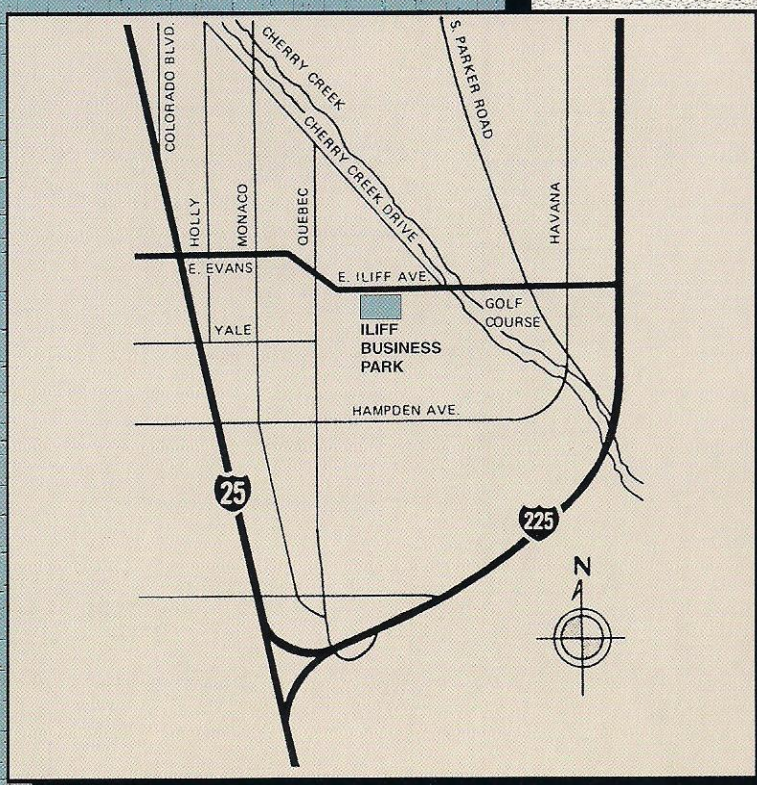 COLORADO BLVD.
CHERRY CREEK
S. PARKER ROAD
CHERRY CREEK DRIVE
HOLLY
MONACO
QUEBEC
HAVANA
E. EVANS
E. ILIFF AVE.
GOLF
COURSE
YALE
ILIFF
BUSINESS
PARK
HAMPDEN AVE.
25
225
N